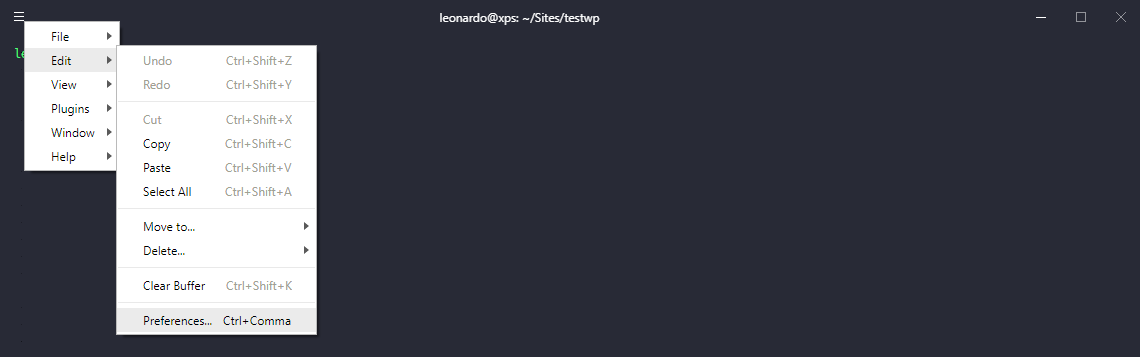 leonardo@xps: ~/Sites/testwp
File
Edit
View
Plugins
Window
Help
Undo Ctrl+Shift+Z
Redo Ctrl+Shift+Y
Cut Ctrl+Shift+X
Copy Ctrl+Shift+C
Paste Ctrl+Shift+V
Select All Ctrl+Shift+A
Move to...
Delete...
Clear Buffer Ctrl+Shift+K
Preferences... Ctrl+Comma